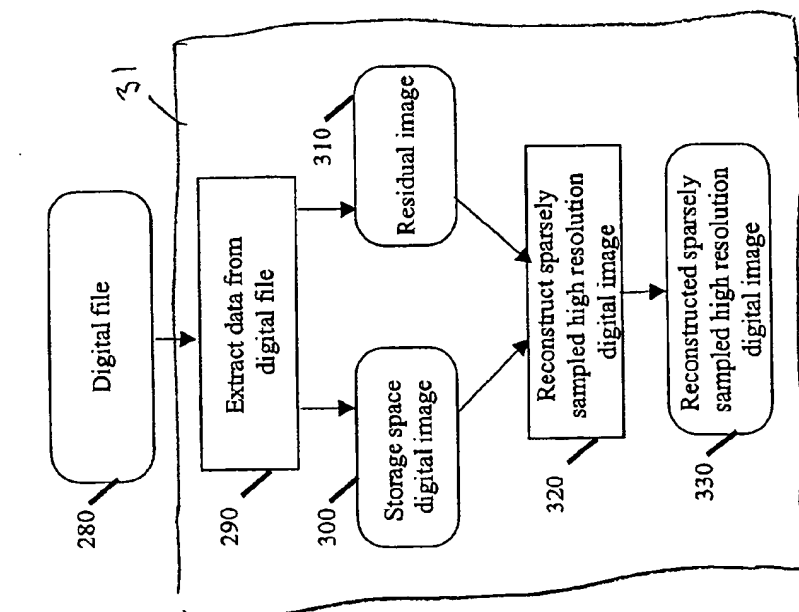 Digital file
280
31
Extract data from
digital file
290
Storage space
digital image
300
Residual image
310
Reconstruct sparsely
sampled high resolution
digital image
320
Reconstructed sparsely
sampled high resolution
digital image
330